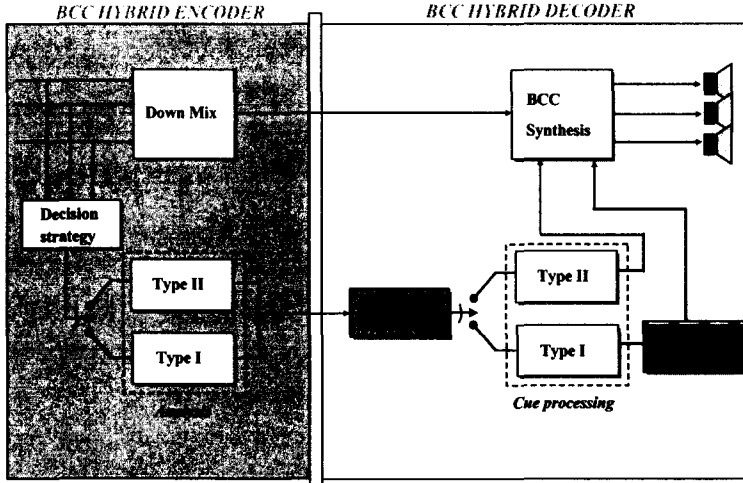 BCC HYBRID ENCODER
BCC HYBRID DECODER
Down Mix
BCC
Synthesis
Decision
strategy
Type II
Type I
Type II
Type I
Cue processing